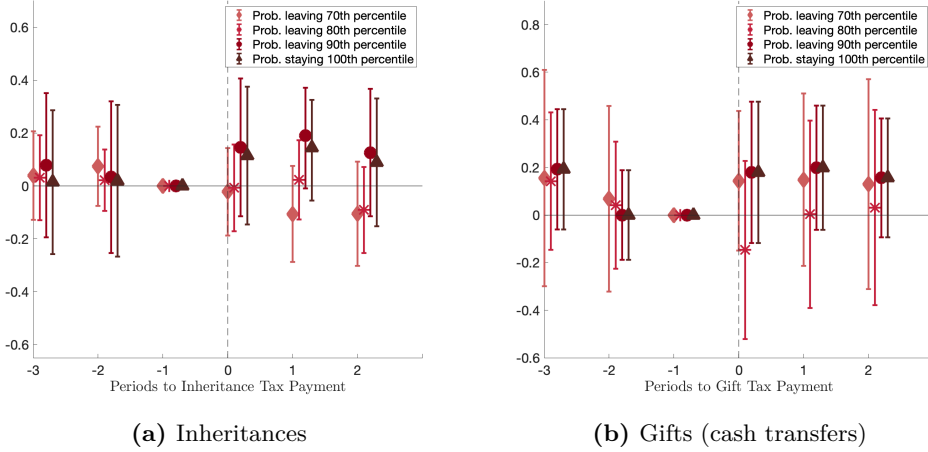 Prob. leaving 70th percentile
Prob. leaving 80th percentile
Prob. leaving 90th percentile
Prob. staying 100th percentile
0.6
0.4
0.2
0
-0.2
-0.4
-0.6
-3 -2 -1 0 1 2
Periods to Inheritance Tax Payment
(a) Inheritances
Prob. leaving 70th percentile
Prob. leaving 80th percentile
Prob. leaving 90th percentile
Prob. staying 100th percentile
0.8
0.6
0.4
0.2
0
-0.2
-0.4
-0.6
-3 -2 -1 0 1 2
Periods to Gift Tax Payment
(b) Gifts (cash transfers)